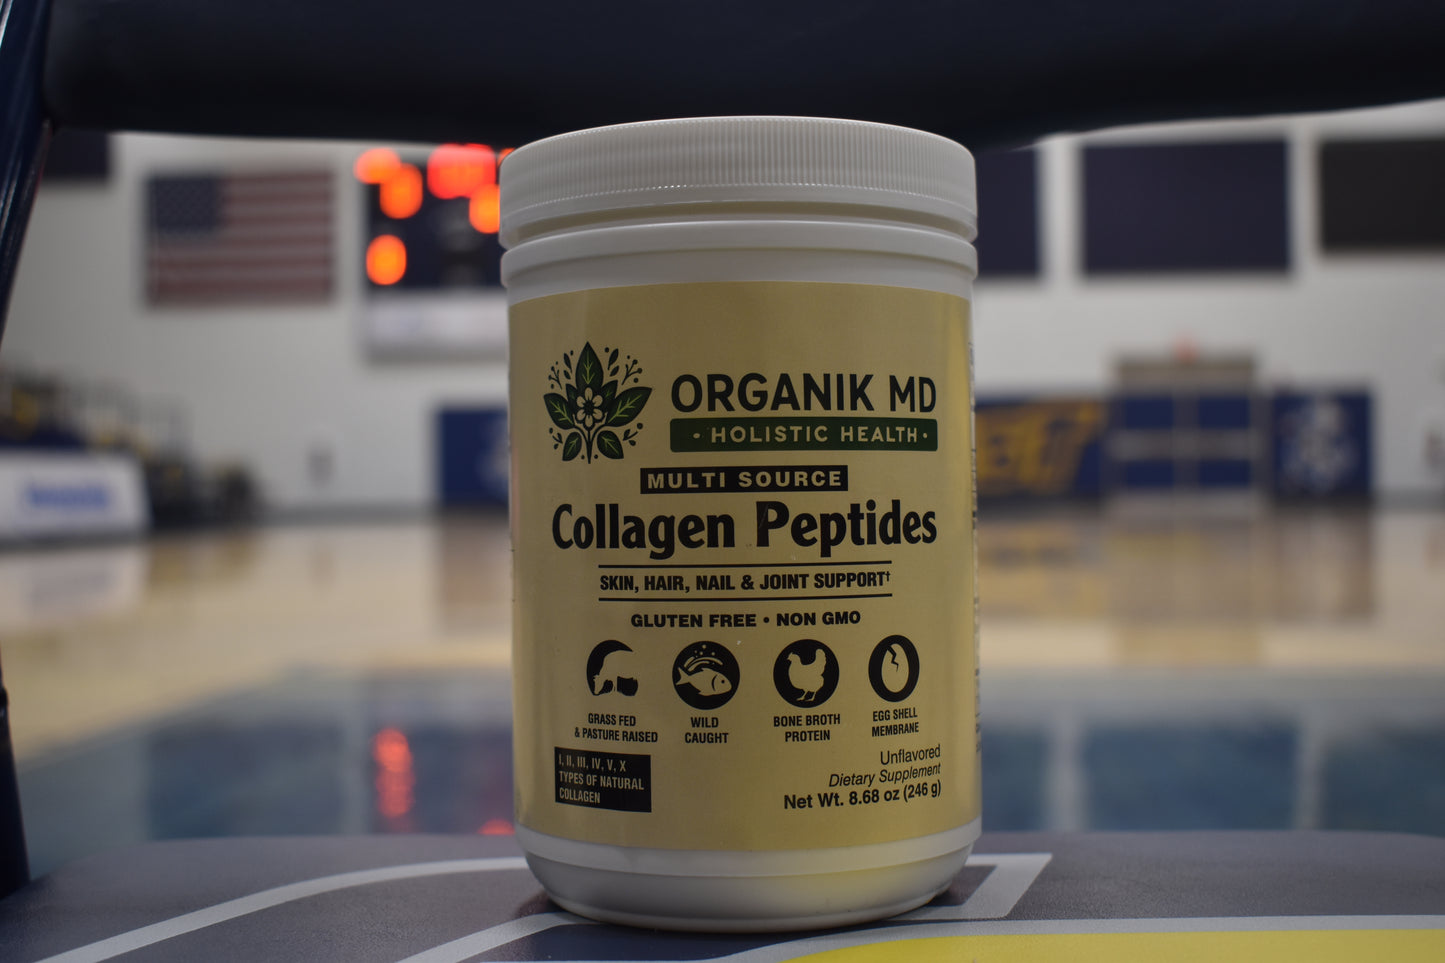 ORGANIK MD
• HOLISTIC HEALTH •
MULTI SOURCE
Collagen Peptides
SKIN, HAIR, NAIL & JOINT SUPPORT†
GLUTEN FREE • NON GMO
GRASS FED
& PASTURE RAISED
WILD
CAUGHT
BONE BROTH
PROTEIN
EGG SHELL
MEMBRANE
I, II, III, IV, V, X
TYPES OF NATURAL
COLLAGEN
Unflavored
Dietary Supplement
Net Wt. 8.68 oz (246 g)